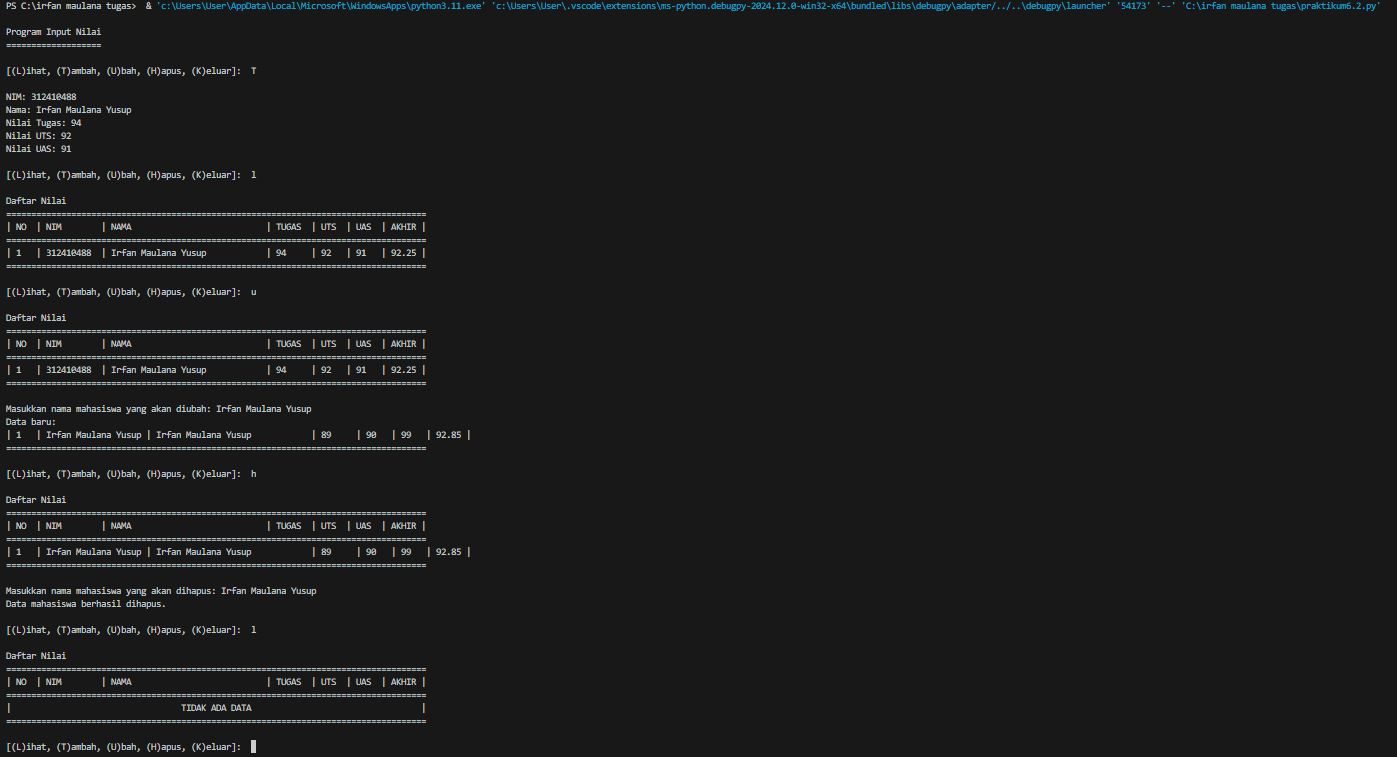 PS C:\irfan maulana tugas>  & 'c:\Users\User\AppData\Local\Microsoft\WindowsApps\python3.11.exe' 'c:\Users\User\.vscode\extensions\ms-python.debugpy-2024.12.0-win32-x64\bundled\libs\debugpy\adapter/../..\debugpy\launcher' '54173' '--' 'C:\irfan maulana tugas\praktikum6.2.py'
Program Input Nilai
===================
[(L)ihat, (T)ambah, (U)bah, (H)apus, (K)eluar]:  T
NIM: 312410488
Nama: Irfan Maulana Yusup
Nilai Tugas: 94
Nilai UTS: 92
Nilai UAS: 91
[(L)ihat, (T)ambah, (U)bah, (H)apus, (K)eluar]:  l
Daftar Nilai
====================================================================================
| NO  | NIM        | NAMA                           | TUGAS  | UTS  | UAS  | AKHIR |
====================================================================================
| 1   | 312410488  | Irfan Maulana Yusup            | 94     | 92   | 91   | 92.25 |
====================================================================================
[(L)ihat, (T)ambah, (U)bah, (H)apus, (K)eluar]:  u
Daftar Nilai
====================================================================================
| NO  | NIM        | NAMA                           | TUGAS  | UTS  | UAS  | AKHIR |
====================================================================================
| 1   | 312410488  | Irfan Maulana Yusup            | 94     | 92   | 91   | 92.25 |
====================================================================================
Masukkan nama mahasiswa yang akan diubah: Irfan Maulana Yusup
Data baru:
| 1   | Irfan Maulana Yusup | Irfan Maulana Yusup            | 89     | 90   | 99   | 92.85 |
====================================================================================
[(L)ihat, (T)ambah, (U)bah, (H)apus, (K)eluar]:  h
Daftar Nilai
====================================================================================
| NO  | NIM        | NAMA                           | TUGAS  | UTS  | UAS  | AKHIR |
====================================================================================
| 1   | Irfan Maulana Yusup | Irfan Maulana Yusup            | 89     | 90   | 99   | 92.85 |
====================================================================================
Masukkan nama mahasiswa yang akan dihapus: Irfan Maulana Yusup
Data mahasiswa berhasil dihapus.
[(L)ihat, (T)ambah, (U)bah, (H)apus, (K)eluar]:  l
Daftar Nilai
====================================================================================
| NO  | NIM        | NAMA                           | TUGAS  | UTS  | UAS  | AKHIR |
====================================================================================
|                                  TIDAK ADA DATA                                  |
====================================================================================
[(L)ihat, (T)ambah, (U)bah, (H)apus, (K)eluar]: